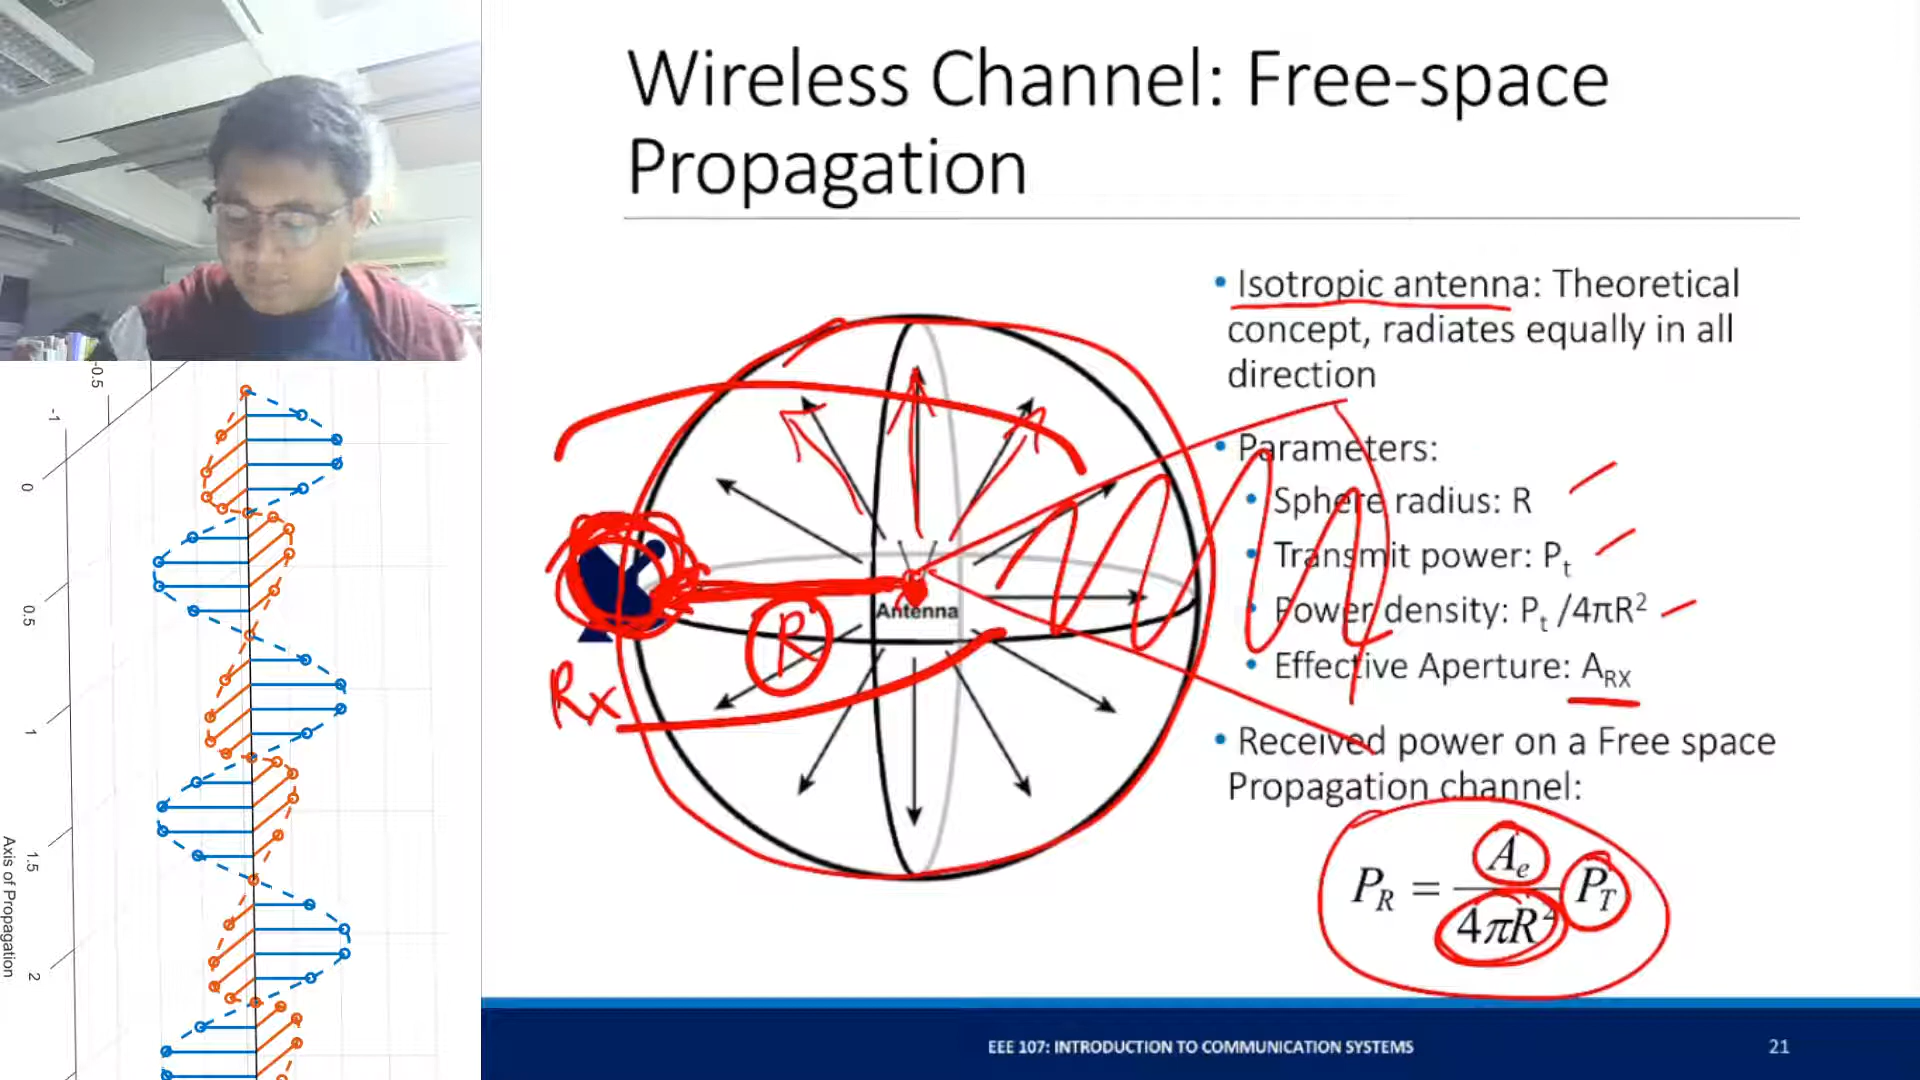 Wireless Channel: Free-space
Propagation
• Isotropic antenna: Theoretical
concept, radiates equally in all
direction
• Parameters:
• Sphere radius: R
• Transmit power: Pt
• Power density: Pt /4πR²
• Effective Aperture: ARX
• Received power on a Free space
Propagation channel:
PR = Ae / 4πR² PT
Antenna
R
Rx
-0.5
-1
0
0.5
1
1.5
2
Axis of Propagation
EEE 107: INTRODUCTION TO COMMUNICATION SYSTEMS
21